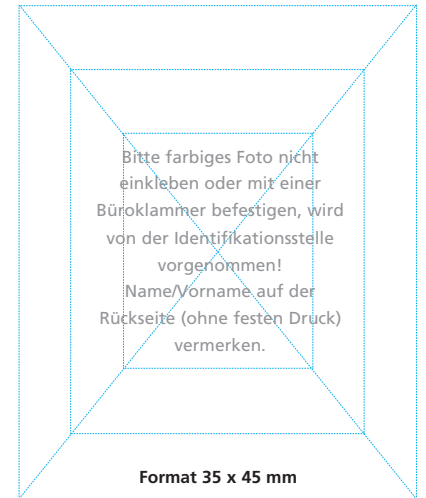 Bitte farbiges Foto nicht
einkleben oder mit einer
Büroklammer befestigen, wird
von der Identifikationsstelle
vorgenommen!
Name/Vorname auf der
Rückseite (ohne festen Druck)
vermerken.
Format 35 x 45 mm